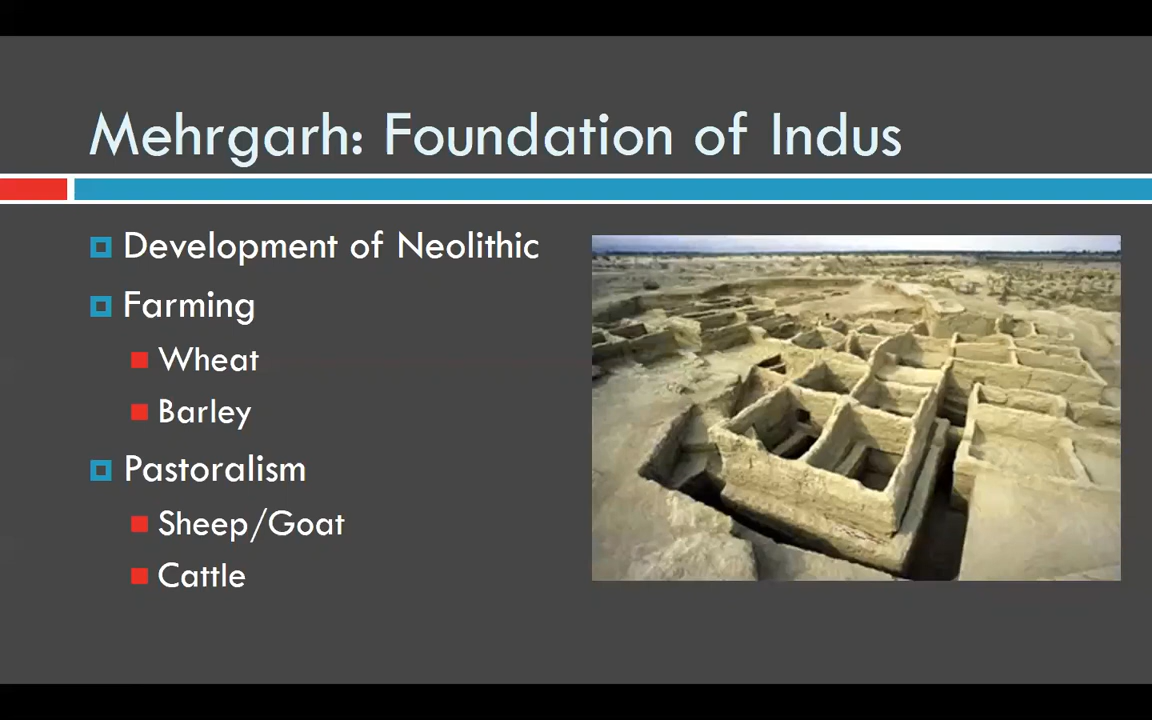 Mehrgarh: Foundation of Indus
Development of Neolithic
Farming
Wheat
Barley
Pastoralism
Sheep/Goat
Cattle